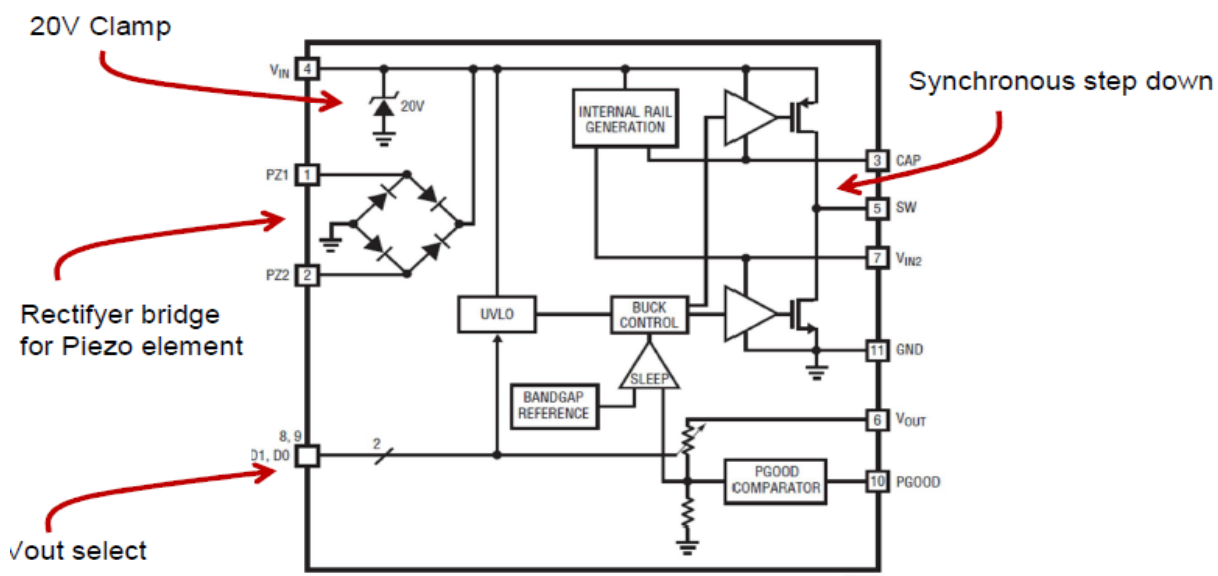 20V Clamp
VIN 4
20V
INTERNAL RAIL
GENERATION
Synchronous step down
3 CAP
PZ1 1
5 SW
7 VIN2
PZ2 2
Rectifyer bridge
for Piezo element
UVLO
BUCK
CONTROL
11 GND
SLEEP
BANDGAP
REFERENCE
6 VOUT
8, 9
D1, D0
2
PGOOD
COMPARATOR
10 PGOOD
Vout select